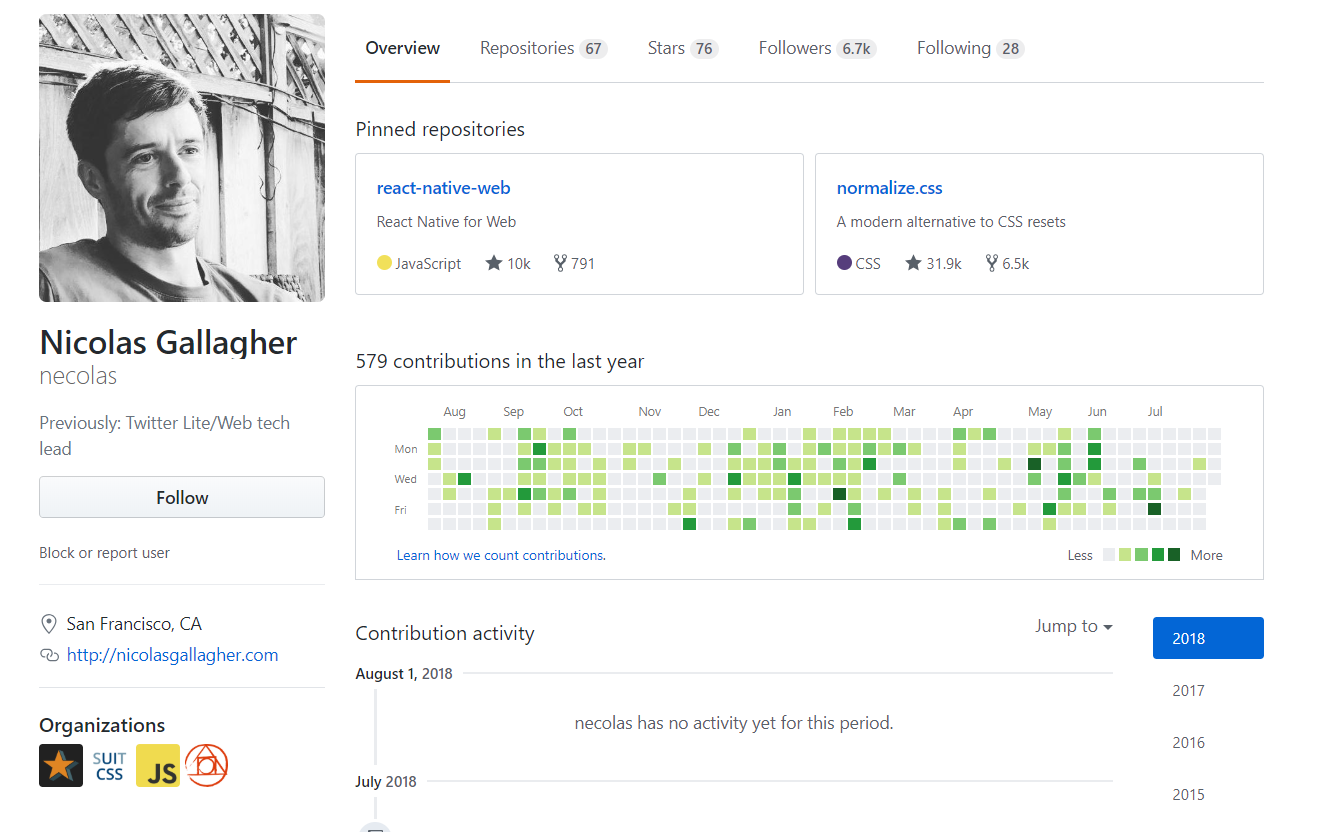 Overview Repositories 67 Stars 76 Followers 6.7k Following 28
Pinned repositories
react-native-web
React Native for Web
JavaScript 10k 791
normalize.css
A modern alternative to CSS resets
CSS 31.9k 6.5k
Nicolas Gallagher
necolas
Previously: Twitter Lite/Web tech
lead
Follow
Block or report user
San Francisco, CA
http://nicolasgallagher.com
Organizations
SUIT
CSS
JS
579 contributions in the last year
Aug Sep Oct Nov Dec Jan Feb Mar Apr May Jun Jul
Mon
Wed
Fri
Learn how we count contributions.
Less More
Contribution activity
Jump to
2018
2017
2016
2015
August 1, 2018
necolas has no activity yet for this period.
July 2018